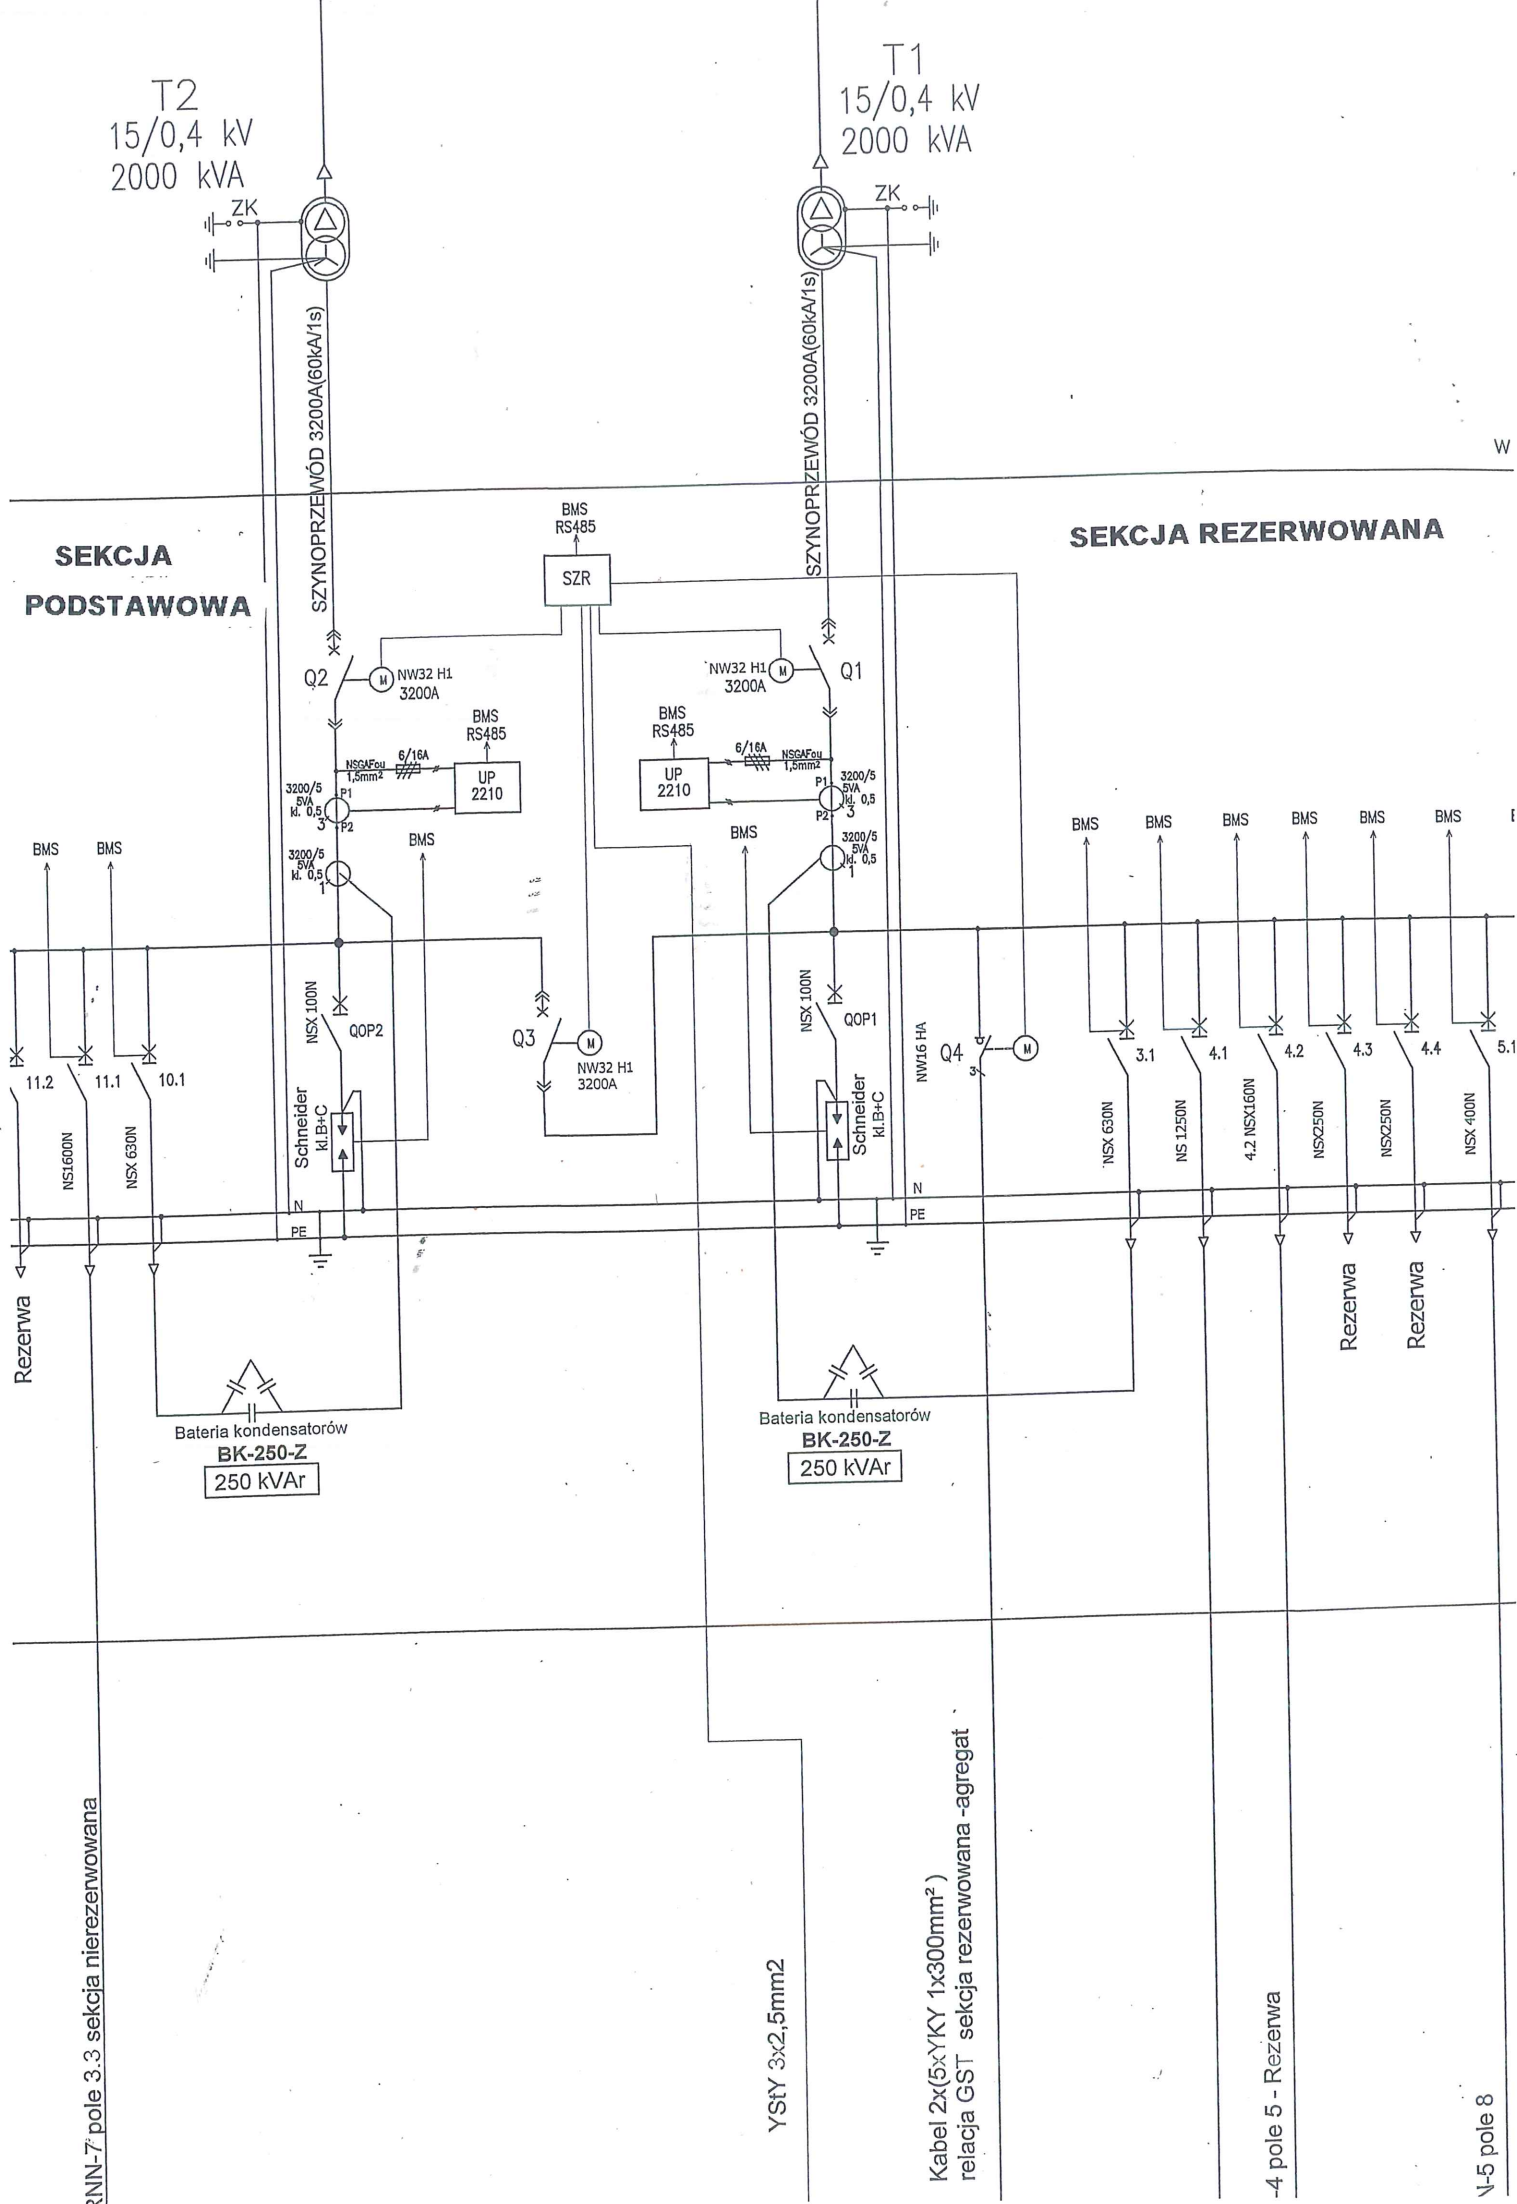 T2
15/0,4 kV
2000 kVA
T1
15/0,4 kV
2000 kVA
ZK
ZK
SZYNOPRZEWÓD 3200A(60kA/1s)
SZYNOPRZEWÓD 3200A(60kA/1s)
W
SEKCJA
PODSTAWOWA
SEKCJA REZERWOWANA
BMS
RS485
SZR
Q2
M
NW32 H1
3200A
NW32 H1
3200A
M
Q1
BMS
RS485
6/16A
NSGAFou
1,5mm²
UP
2210
3200/5
5VA
kl. 0,5
3
P1
P2
3200/5
5VA
kl. 0,5
1
BMS
BMS
RS485
6/16A
NSGAFou
1,5mm²
UP
2210
P1
P2
3200/5
5VA
kl. 0,5
3
3200/5
5VA
kl. 0,5
1
BMS
BMS
BMS
BMS
BMS
BMS
BMS
BMS
BMS
11.2
11.1
10.1
NS1600N
NSX 630N
NSX 100N
QOP2
Schneider
kl.B+C
Q3
M
NW32 H1
3200A
NSX 100N
QOP1
Schneider
kl.B+C
NW16 HA
Q4
3
M
3.1
4.1
4.2
4.3
4.4
5.1
NSX 630N
NS 1250N
4.2 NSX160N
NSX250N
NSX250N
NSX 400N
N
PE
N
PE
Rezerwa
Rezerwa
Rezerwa
Bateria kondensatorów
BK-250-Z
250 kVAr
Bateria kondensatorów
BK-250-Z
250 kVAr
RNN-7 pole 3.3 sekcja nierezerwowana
YStY 3x2,5mm2
Kabel 2x(5xYKY 1x300mm²)
relacja GST sekcja rezerwowana -agregat
-4 pole 5 - Rezerwa
N-5 pole 8